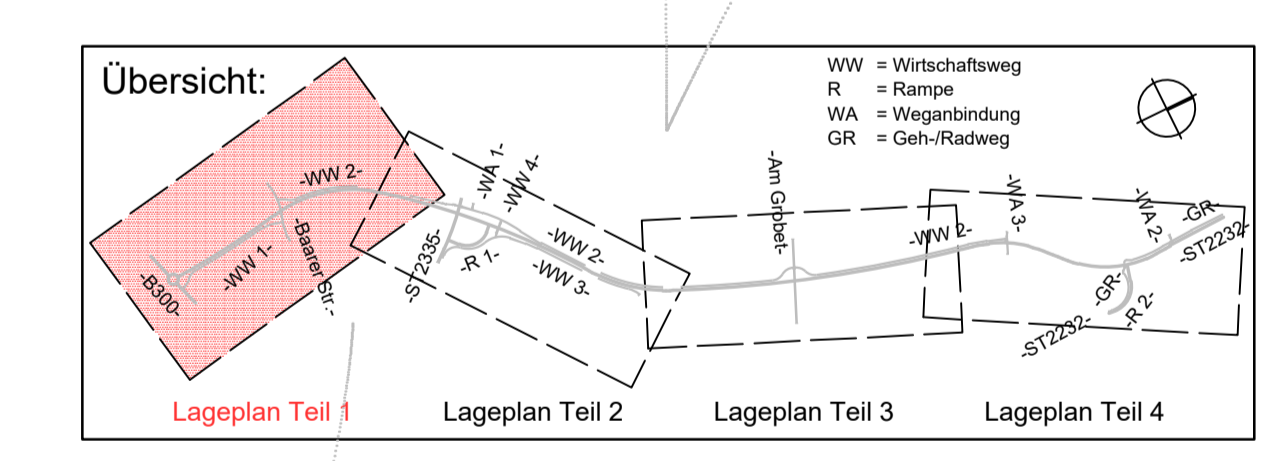 Übersicht:
WW = Wirtschaftsweg
R = Rampe
WA = Weganbindung
GR = Geh-/Radweg
-B300-
-WW 1-
-WW 2-
-Baarer Str.-
-ST2335-
-R 1-
-WA 1-
-WW 4-
-WW 2-
-WW 3-
-Am Grobet-
-WW 2-
-WA 3-
-WA 2-
-GR-
-ST2232-
-GR-
-R 2-
-ST2232-
Lageplan Teil 1
Lageplan Teil 2
Lageplan Teil 3
Lageplan Teil 4